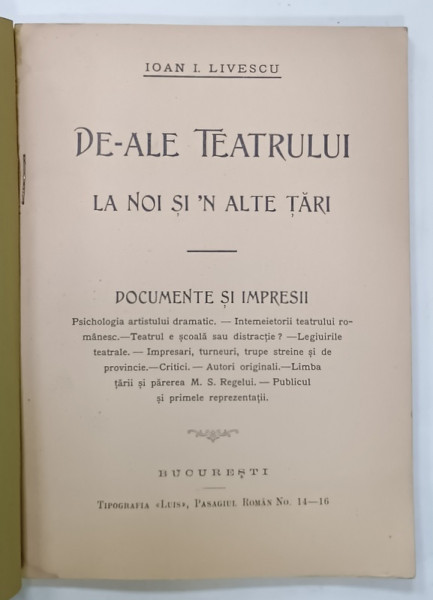 IOAN I. LIVESCU
DE-ALE TEATRULUI
LA NOI ȘI 'N ALTE ȚĂRI
DOCUMENTE ȘI IMPRESII
Psichologia artistului dramatic. — Intemeietorii teatrului ro-
mânesc.—Teatrul e școală sau distracție? —Legiuirile
teatrale. — Impresari, turneuri, trupe streine și de
provincie.—Critici. — Autori originali.—Limba
țării și părerea M. S. Regelui. — Publicul
și primele reprezentații.
BUCUREȘTI
TIPOGRAFIA «LUIS», PASAGIUL ROMÂN NO. 14—16